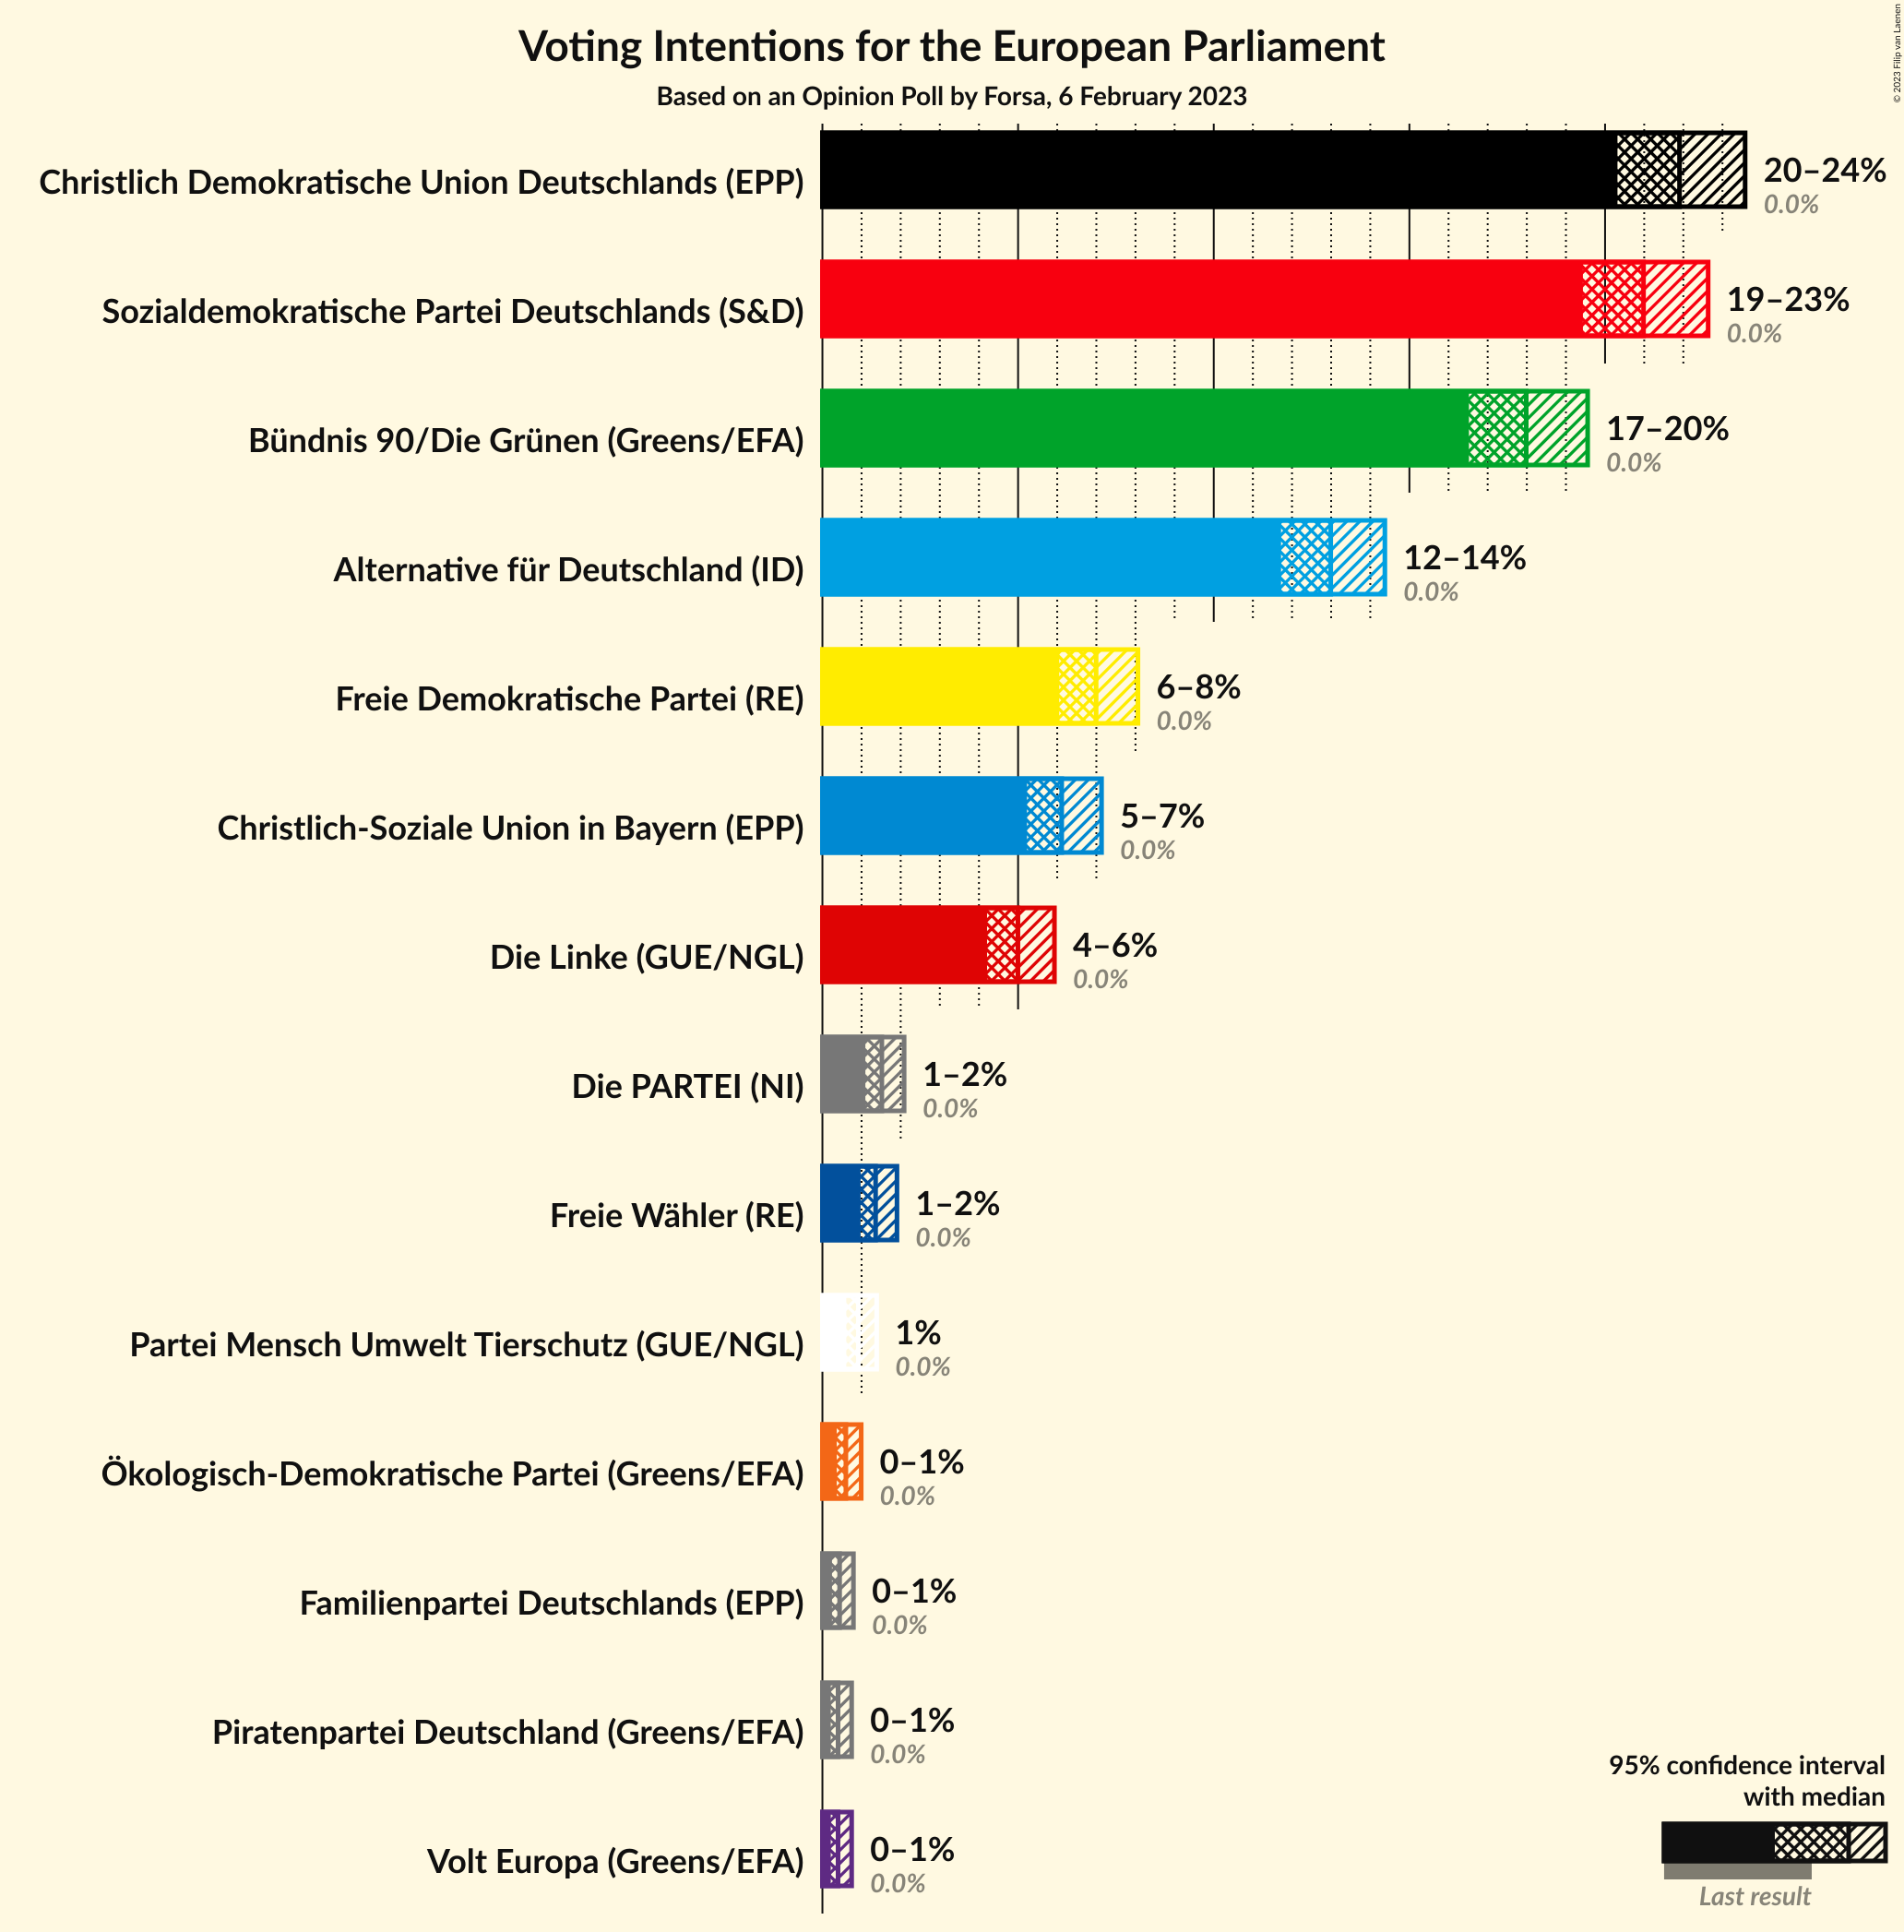 Voting Intentions for the European Parliament
Based on an Opinion Poll by Forsa, 6 February 2023
© 2023 Filip van Laenen
Christlich Demokratische Union Deutschlands (EPP)
20–24%
0.0%
Sozialdemokratische Partei Deutschlands (S&D)
19–23%
0.0%
Bündnis 90/Die Grünen (Greens/EFA)
17–20%
0.0%
Alternative für Deutschland (ID)
12–14%
0.0%
Freie Demokratische Partei (RE)
6–8%
0.0%
Christlich-Soziale Union in Bayern (EPP)
5–7%
0.0%
Die Linke (GUE/NGL)
4–6%
0.0%
Die PARTEI (NI)
1–2%
0.0%
Freie Wähler (RE)
1–2%
0.0%
Partei Mensch Umwelt Tierschutz (GUE/NGL)
1%
0.0%
Ökologisch-Demokratische Partei (Greens/EFA)
0–1%
0.0%
Familienpartei Deutschlands (EPP)
0–1%
0.0%
Piratenpartei Deutschland (Greens/EFA)
0–1%
0.0%
Volt Europa (Greens/EFA)
0–1%
0.0%
95% confidence interval
with median
Last result